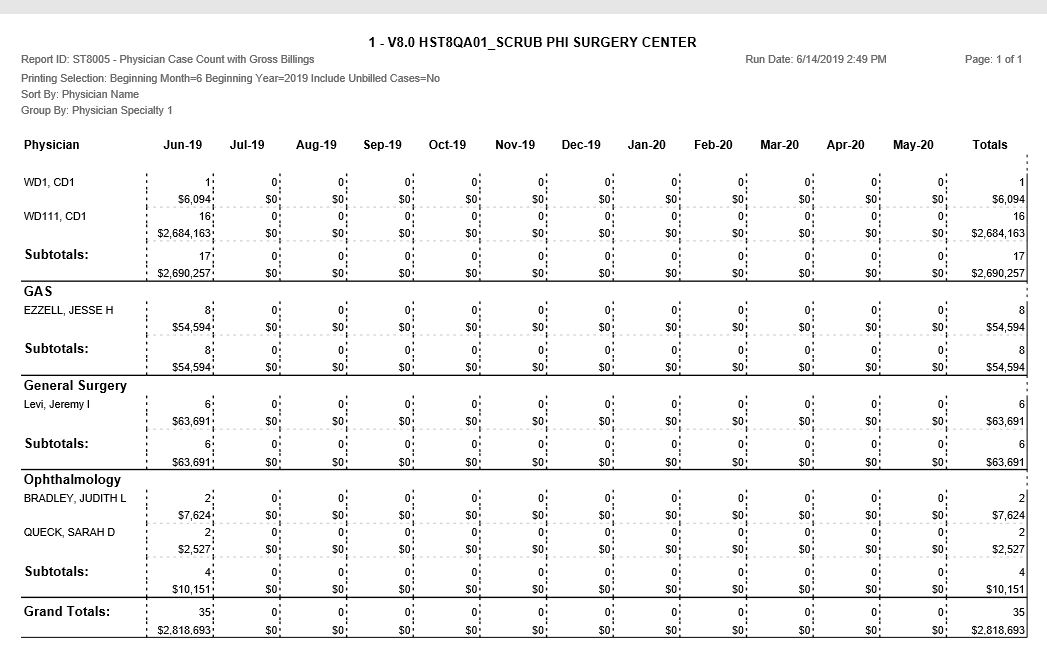 1 - V8.0 HST8QA01_SCRUB PHI SURGERY CENTER
Report ID: ST8005 - Physician Case Count with Gross Billings Run Date: 6/14/2019 2:49 PM Page: 1 of 1
Printing Selection: Beginning Month=6 Beginning Year=2019 Include Unbilled Cases=No
Sort By: Physician Name
Group By: Physician Specialty 1
Physician Jun-19 Jul-19 Aug-19 Sep-19 Oct-19 Nov-19 Dec-19 Jan-20 Feb-20 Mar-20 Apr-20 May-20 Totals
WD1, CD1 1 0 0 0 0 0 0 0 0 0 0 0 1
$6,094 $0 $0 $0 $0 $0 $0 $0 $0 $0 $0 $0 $6,094
WD111, CD1 16 0 0 0 0 0 0 0 0 0 0 0 16
$2,684,163 $0 $0 $0 $0 $0 $0 $0 $0 $0 $0 $0 $2,684,163
Subtotals: 17 0 0 0 0 0 0 0 0 0 0 0 17
$2,690,257 $0 $0 $0 $0 $0 $0 $0 $0 $0 $0 $0 $2,690,257
GAS
EZZELL, JESSE H 8 0 0 0 0 0 0 0 0 0 0 0 8
$54,594 $0 $0 $0 $0 $0 $0 $0 $0 $0 $0 $0 $54,594
Subtotals: 8 0 0 0 0 0 0 0 0 0 0 0 8
$54,594 $0 $0 $0 $0 $0 $0 $0 $0 $0 $0 $0 $54,594
General Surgery
Levi, Jeremy I 6 0 0 0 0 0 0 0 0 0 0 0 6
$63,691 $0 $0 $0 $0 $0 $0 $0 $0 $0 $0 $0 $63,691
Subtotals: 6 0 0 0 0 0 0 0 0 0 0 0 6
$63,691 $0 $0 $0 $0 $0 $0 $0 $0 $0 $0 $0 $63,691
Ophthalmology
BRADLEY, JUDITH L 2 0 0 0 0 0 0 0 0 0 0 0 2
$7,624 $0 $0 $0 $0 $0 $0 $0 $0 $0 $0 $0 $7,624
QUECK, SARAH D 2 0 0 0 0 0 0 0 0 0 0 0 2
$2,527 $0 $0 $0 $0 $0 $0 $0 $0 $0 $0 $0 $2,527
Subtotals: 4 0 0 0 0 0 0 0 0 0 0 0 4
$10,151 $0 $0 $0 $0 $0 $0 $0 $0 $0 $0 $0 $10,151
Grand Totals: 35 0 0 0 0 0 0 0 0 0 0 0 35
$2,818,693 $0 $0 $0 $0 $0 $0 $0 $0 $0 $0 $0 $2,818,693